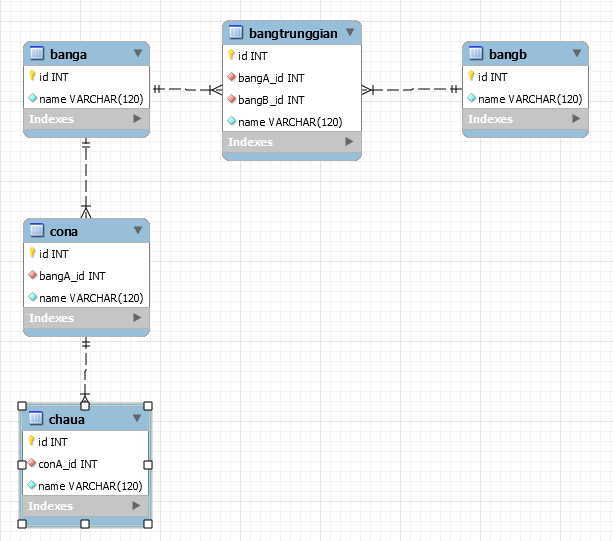 banga
id INT
name VARCHAR(120)
Indexes
bangtrunggian
id INT
bangA_id INT
bangB_id INT
name VARCHAR(120)
Indexes
bangb
id INT
name VARCHAR(120)
Indexes
cona
id INT
bangA_id INT
name VARCHAR(120)
Indexes
chaua
id INT
conA_id INT
name VARCHAR(120)
Indexes